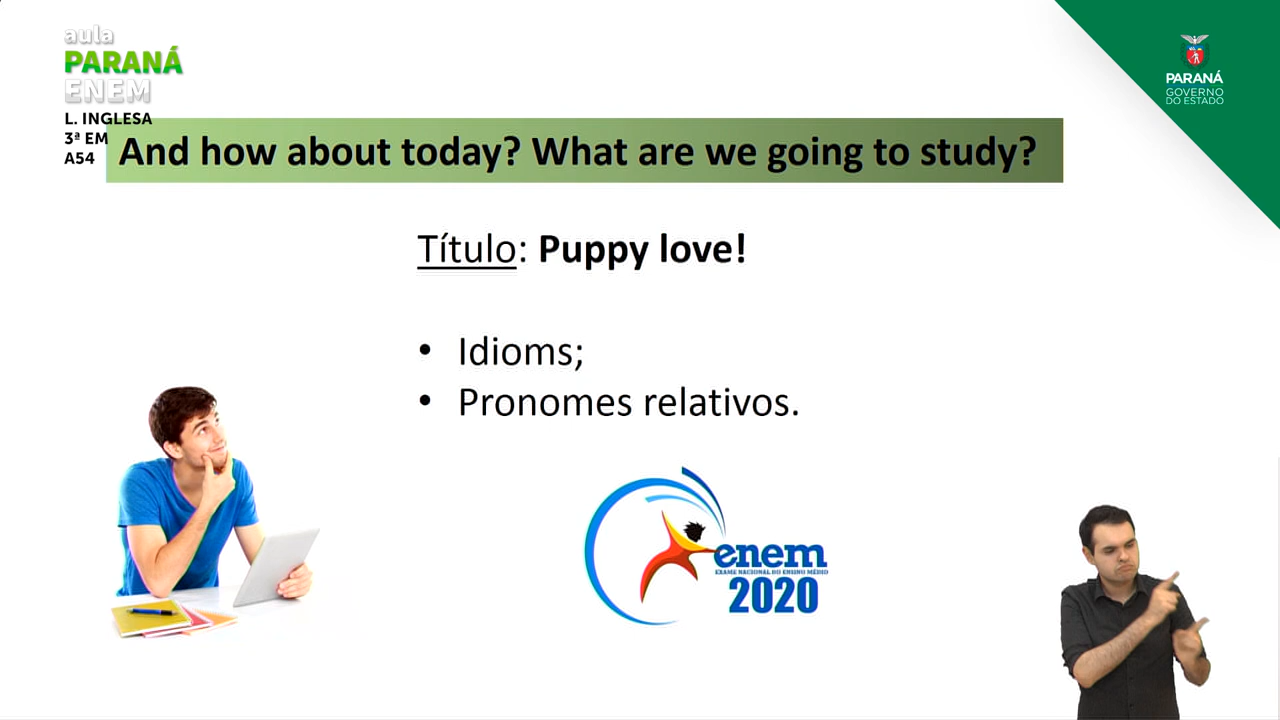 aula
PARANÁ
ENEM
L. INGLESA
3ª EM
A54
PARANÁ
GOVERNO
DO ESTADO
And how about today? What are we going to study?
Título: Puppy love!
• Idioms;
• Pronomes relativos.
enem
EXAME NACIONAL DO ENSINO MÉDIO
2020